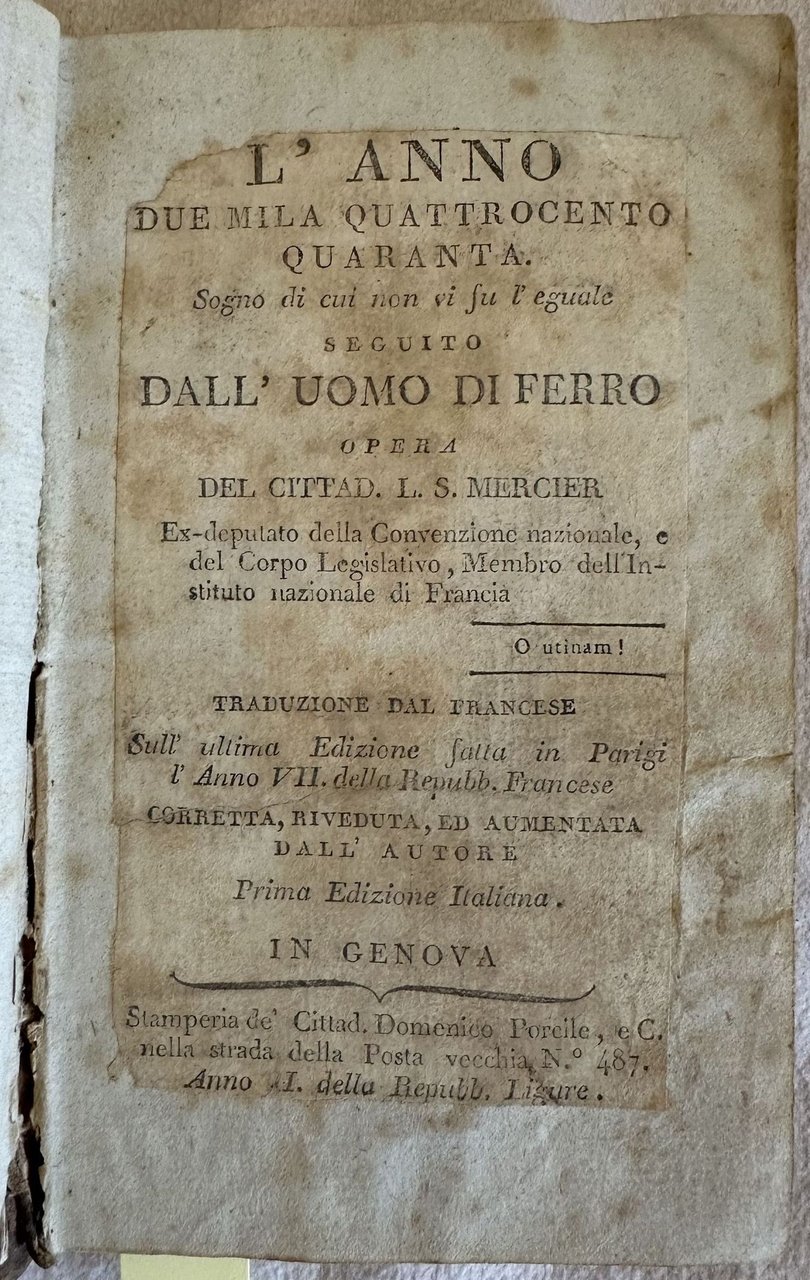 L' ANNO
DUE MILA QUATTROCENTO
QUARANTA.
Sogno di cui non vi fu l'eguale
SEGUITO
DALL' UOMO DI FERRO
OPERA
DEL CITTAD. L. S. MERCIER
Ex-deputato della Convenzione nazionale, e
del Corpo Legislativo, Membro dell'In-
stituto nazionale di Francia
O utinam!
TRADUZIONE DAL FRANCESE
Sull' ultima Edizione fatta in Parigi
l' Anno VII. della Repubb. Francese
CORRETTA, RIVEDUTA, ED AUMENTATA
DALL' AUTORE
Prima Edizione Italiana.
IN GENOVA
Stamperia de' Cittad. Domenico Porcile, e C.
nella strada della Posta vecchia N.° 487.
Anno della Repubb. Ligure.